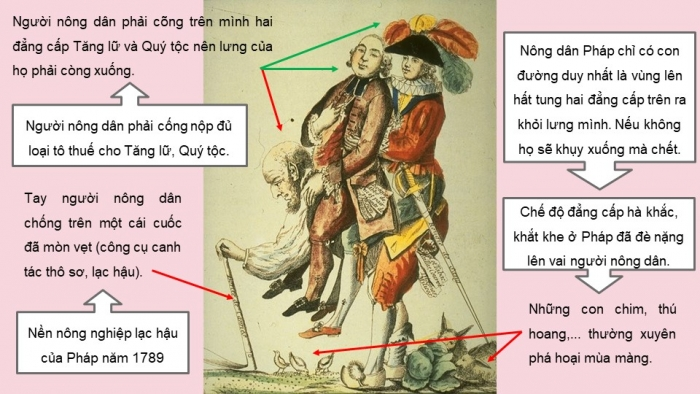 Người nông dân phải cõng trên mình hai
đẳng cấp Tăng lữ và Quý tộc nên lưng của
họ phải còng xuống.
Người nông dân phải cống nộp đủ
loại tô thuế cho Tăng lữ, Quý tộc.
Tay người nông dân
chống trên một cái cuốc
đã mòn vẹt (công cụ canh
tác thô sơ, lạc hậu).
Nền nông nghiệp lạc hậu
của Pháp năm 1789
Nông dân Pháp chỉ có con
đường duy nhất là vùng lên
hất tung hai đẳng cấp trên ra
khỏi lưng mình. Nếu không
họ sẽ khụy xuống mà chết.
Chế độ đẳng cấp hà khắc,
khắt khe ở Pháp đã đè nặng
lên vai người nông dân.
Những con chim, thú
hoang,... thường xuyên
phá hoại mùa màng.